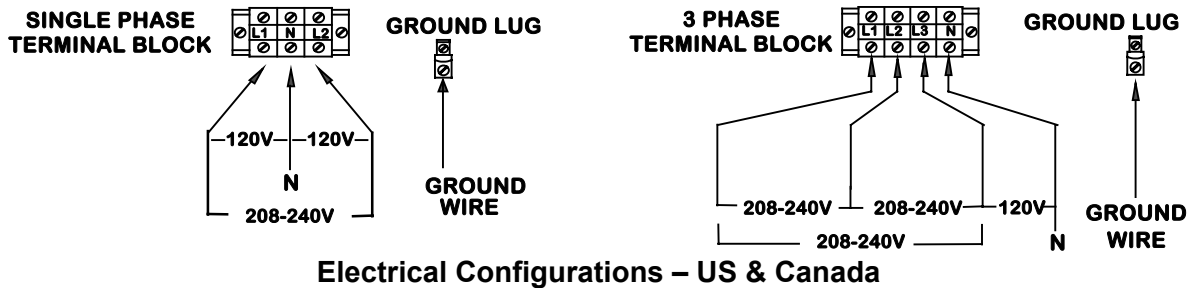 SINGLE PHASE
TERMINAL BLOCK
L1 N L2
GROUND LUG
120V 120V
N
208-240V
GROUND
WIRE
3 PHASE
TERMINAL BLOCK
L1 L2 L3 N
GROUND LUG
208-240V 208-240V 120V
208-240V
N
GROUND
WIRE
Electrical Configurations – US & Canada